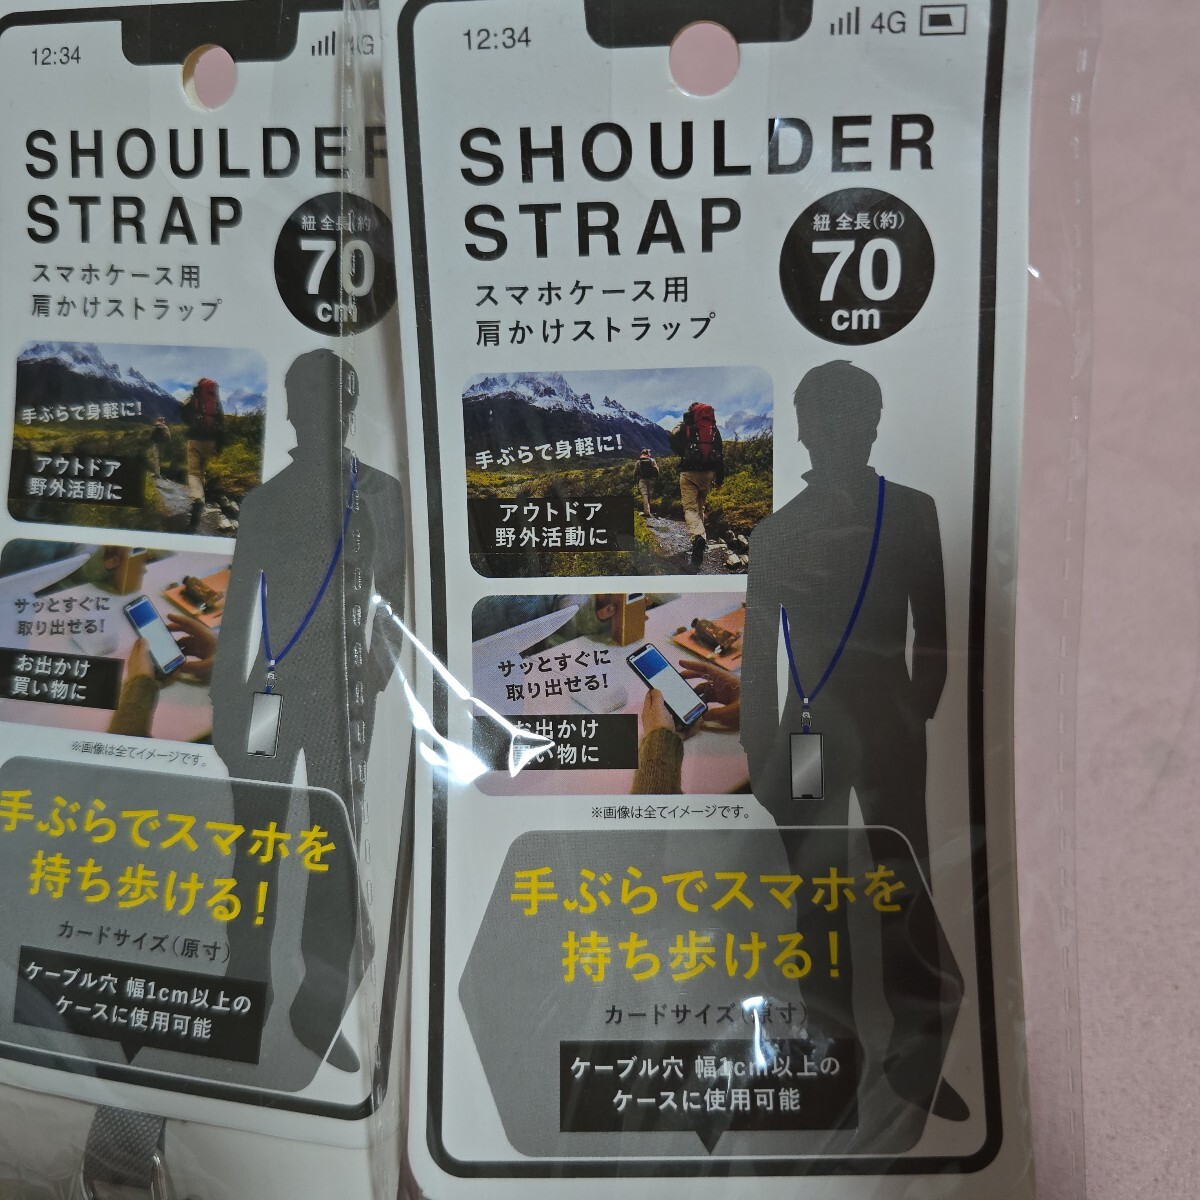 12:34
4G
SHOULDER
STRAP
紐 全長(約)
70
cm
スマホケース用
肩かけストラップ
手ぶらで身軽に!
アウトドア
野外活動に
サッとすぐに
取り出せる!
お出かけ
買い物に
※画像は全てイメージです。
手ぶらでスマホを
持ち歩ける!
カードサイズ(原寸)
ケーブル穴 幅1cm以上の
ケースに使用可能
12:34
4G
SHOULDER
STRAP
紐 全長(約)
70
cm
スマホケース用
肩かけストラップ
手ぶらで身軽に!
アウトドア
野外活動に
サッとすぐに
取り出せる!
お出かけ
買い物に
※画像は全てイメージです。
手ぶらでスマホを
持ち歩ける!
カードサイズ(原寸)
ケーブル穴 幅1cm以上の
ケースに使用可能